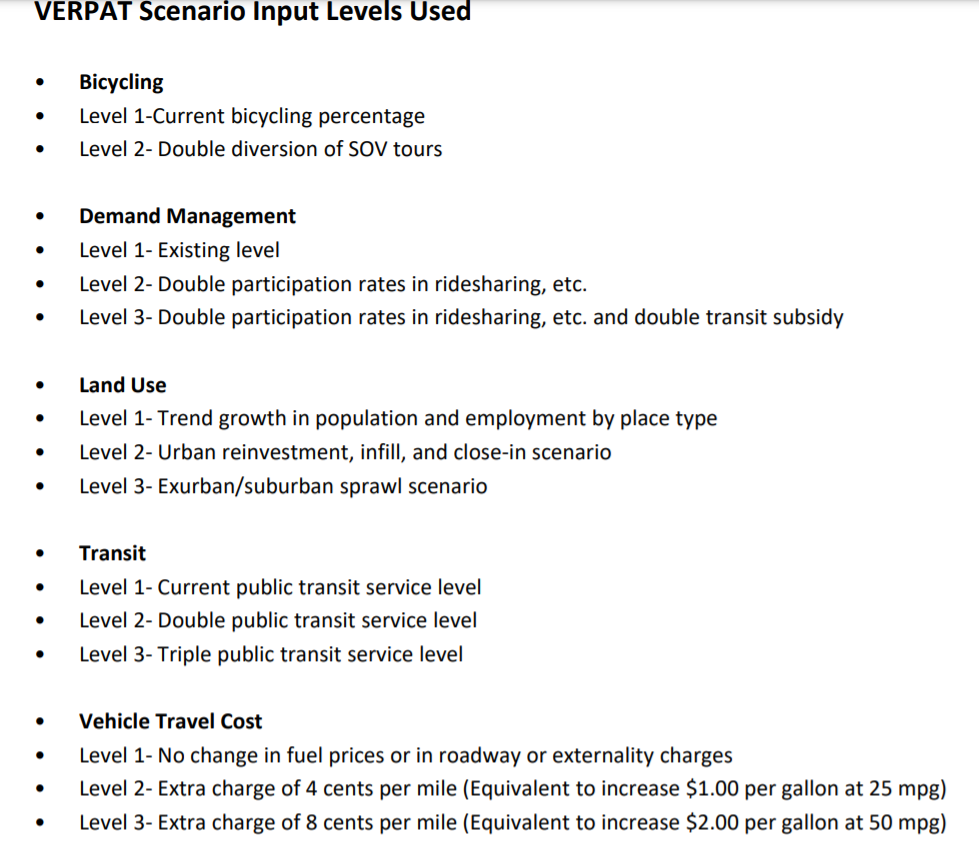 VERPAT Scenario Input Levels Used
• Bicycling
• Level 1-Current bicycling percentage
• Level 2- Double diversion of SOV tours
• Demand Management
• Level 1- Existing level
• Level 2- Double participation rates in ridesharing, etc.
• Level 3- Double participation rates in ridesharing, etc. and double transit subsidy
• Land Use
• Level 1- Trend growth in population and employment by place type
• Level 2- Urban reinvestment, infill, and close-in scenario
• Level 3- Exurban/suburban sprawl scenario
• Transit
• Level 1- Current public transit service level
• Level 2- Double public transit service level
• Level 3- Triple public transit service level
• Vehicle Travel Cost
• Level 1- No change in fuel prices or in roadway or externality charges
• Level 2- Extra charge of 4 cents per mile (Equivalent to increase $1.00 per gallon at 25 mpg)
• Level 3- Extra charge of 8 cents per mile (Equivalent to increase $2.00 per gallon at 50 mpg)